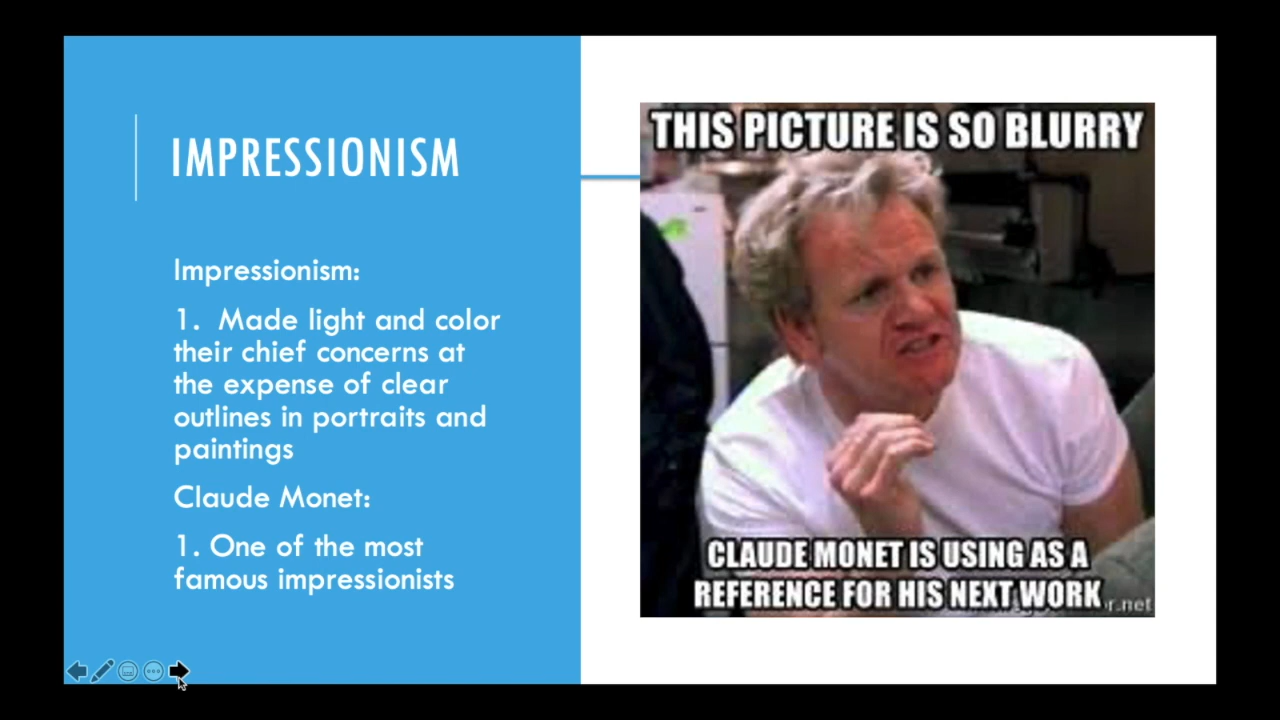 IMPRESSIONISM
Impressionism:
1. Made light and color
their chief concerns at
the expense of clear
outlines in portraits and
paintings
Claude Monet:
1. One of the most
famous impressionists
THIS PICTURE IS SO BLURRY
CLAUDE MONET IS USING AS A
REFERENCE FOR HIS NEXT WORK
r.net